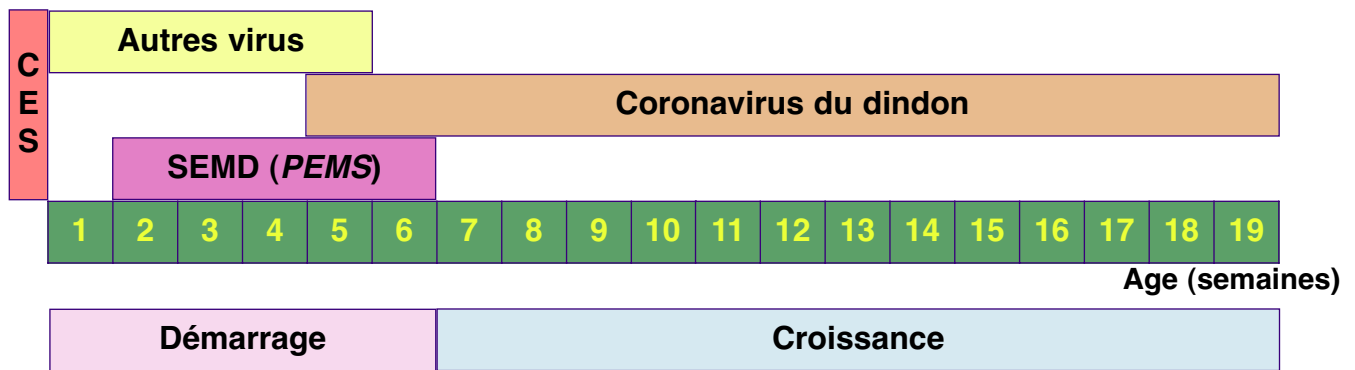 CES
Autres virus
Coronavirus du dindon
SEMD (PEMS)
1 2 3 4 5 6 7 8 9 10 11 12 13 14 15 16 17 18 19
Age (semaines)
Démarrage Croissance